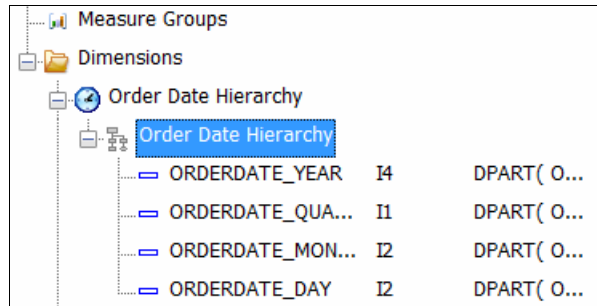 Measure Groups
Dimensions
Order Date Hierarchy
Order Date Hierarchy
ORDERDATE_YEAR I4 DPART( O...
ORDERDATE_QUA... I1 DPART( O...
ORDERDATE_MON... I2 DPART( O...
ORDERDATE_DAY I2 DPART( O...